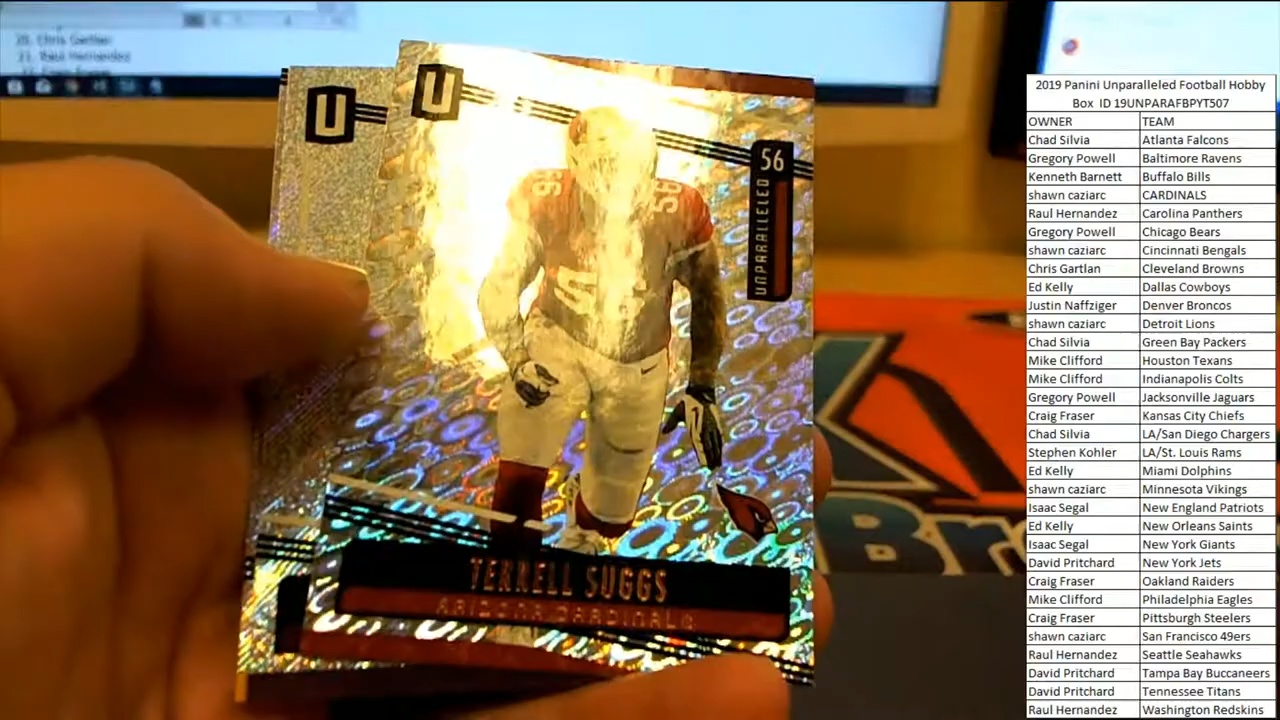 20. Chris Gartlan
21. Raul Hernandez
U
U
56
UNPARALLELED
56
TERRELL SUGGS
ARIZONA CARDINALS
Br
2019 Panini Unparalleled Football Hobby
Box ID 19UNPARAFBPYT507
OWNER TEAM
Chad Silvia Atlanta Falcons
Gregory Powell Baltimore Ravens
Kenneth Barnett Buffalo Bills
shawn caziarc CARDINALS
Raul Hernandez Carolina Panthers
Gregory Powell Chicago Bears
shawn caziarc Cincinnati Bengals
Chris Gartlan Cleveland Browns
Ed Kelly Dallas Cowboys
Justin Naffziger Denver Broncos
shawn caziarc Detroit Lions
Chad Silvia Green Bay Packers
Mike Clifford Houston Texans
Mike Clifford Indianapolis Colts
Gregory Powell Jacksonville Jaguars
Craig Fraser Kansas City Chiefs
Chad Silvia LA/San Diego Chargers
Stephen Kohler LA/St. Louis Rams
Ed Kelly Miami Dolphins
shawn caziarc Minnesota Vikings
Isaac Segal New England Patriots
Ed Kelly New Orleans Saints
Isaac Segal New York Giants
David Pritchard New York Jets
Craig Fraser Oakland Raiders
Mike Clifford Philadelphia Eagles
Craig Fraser Pittsburgh Steelers
shawn caziarc San Francisco 49ers
Raul Hernandez Seattle Seahawks
David Pritchard Tampa Bay Buccaneers
David Pritchard Tennessee Titans
Raul Hernandez Washington Redskins